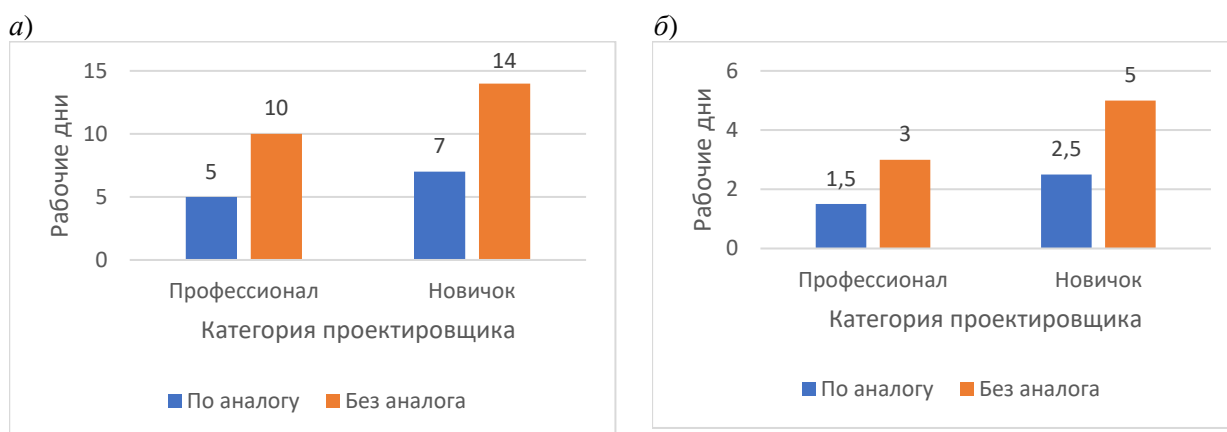 а)
15
10
5
0
Рабочие дни
5
10
7
14
Профессионал Новичок
Категория проектировщика
По аналогу Без аналога
б)
6
4
2
0
Рабочие дни
1,5
3
2,5
5
Профессионал Новичок
Категория проектировщика
По аналогу Без аналога